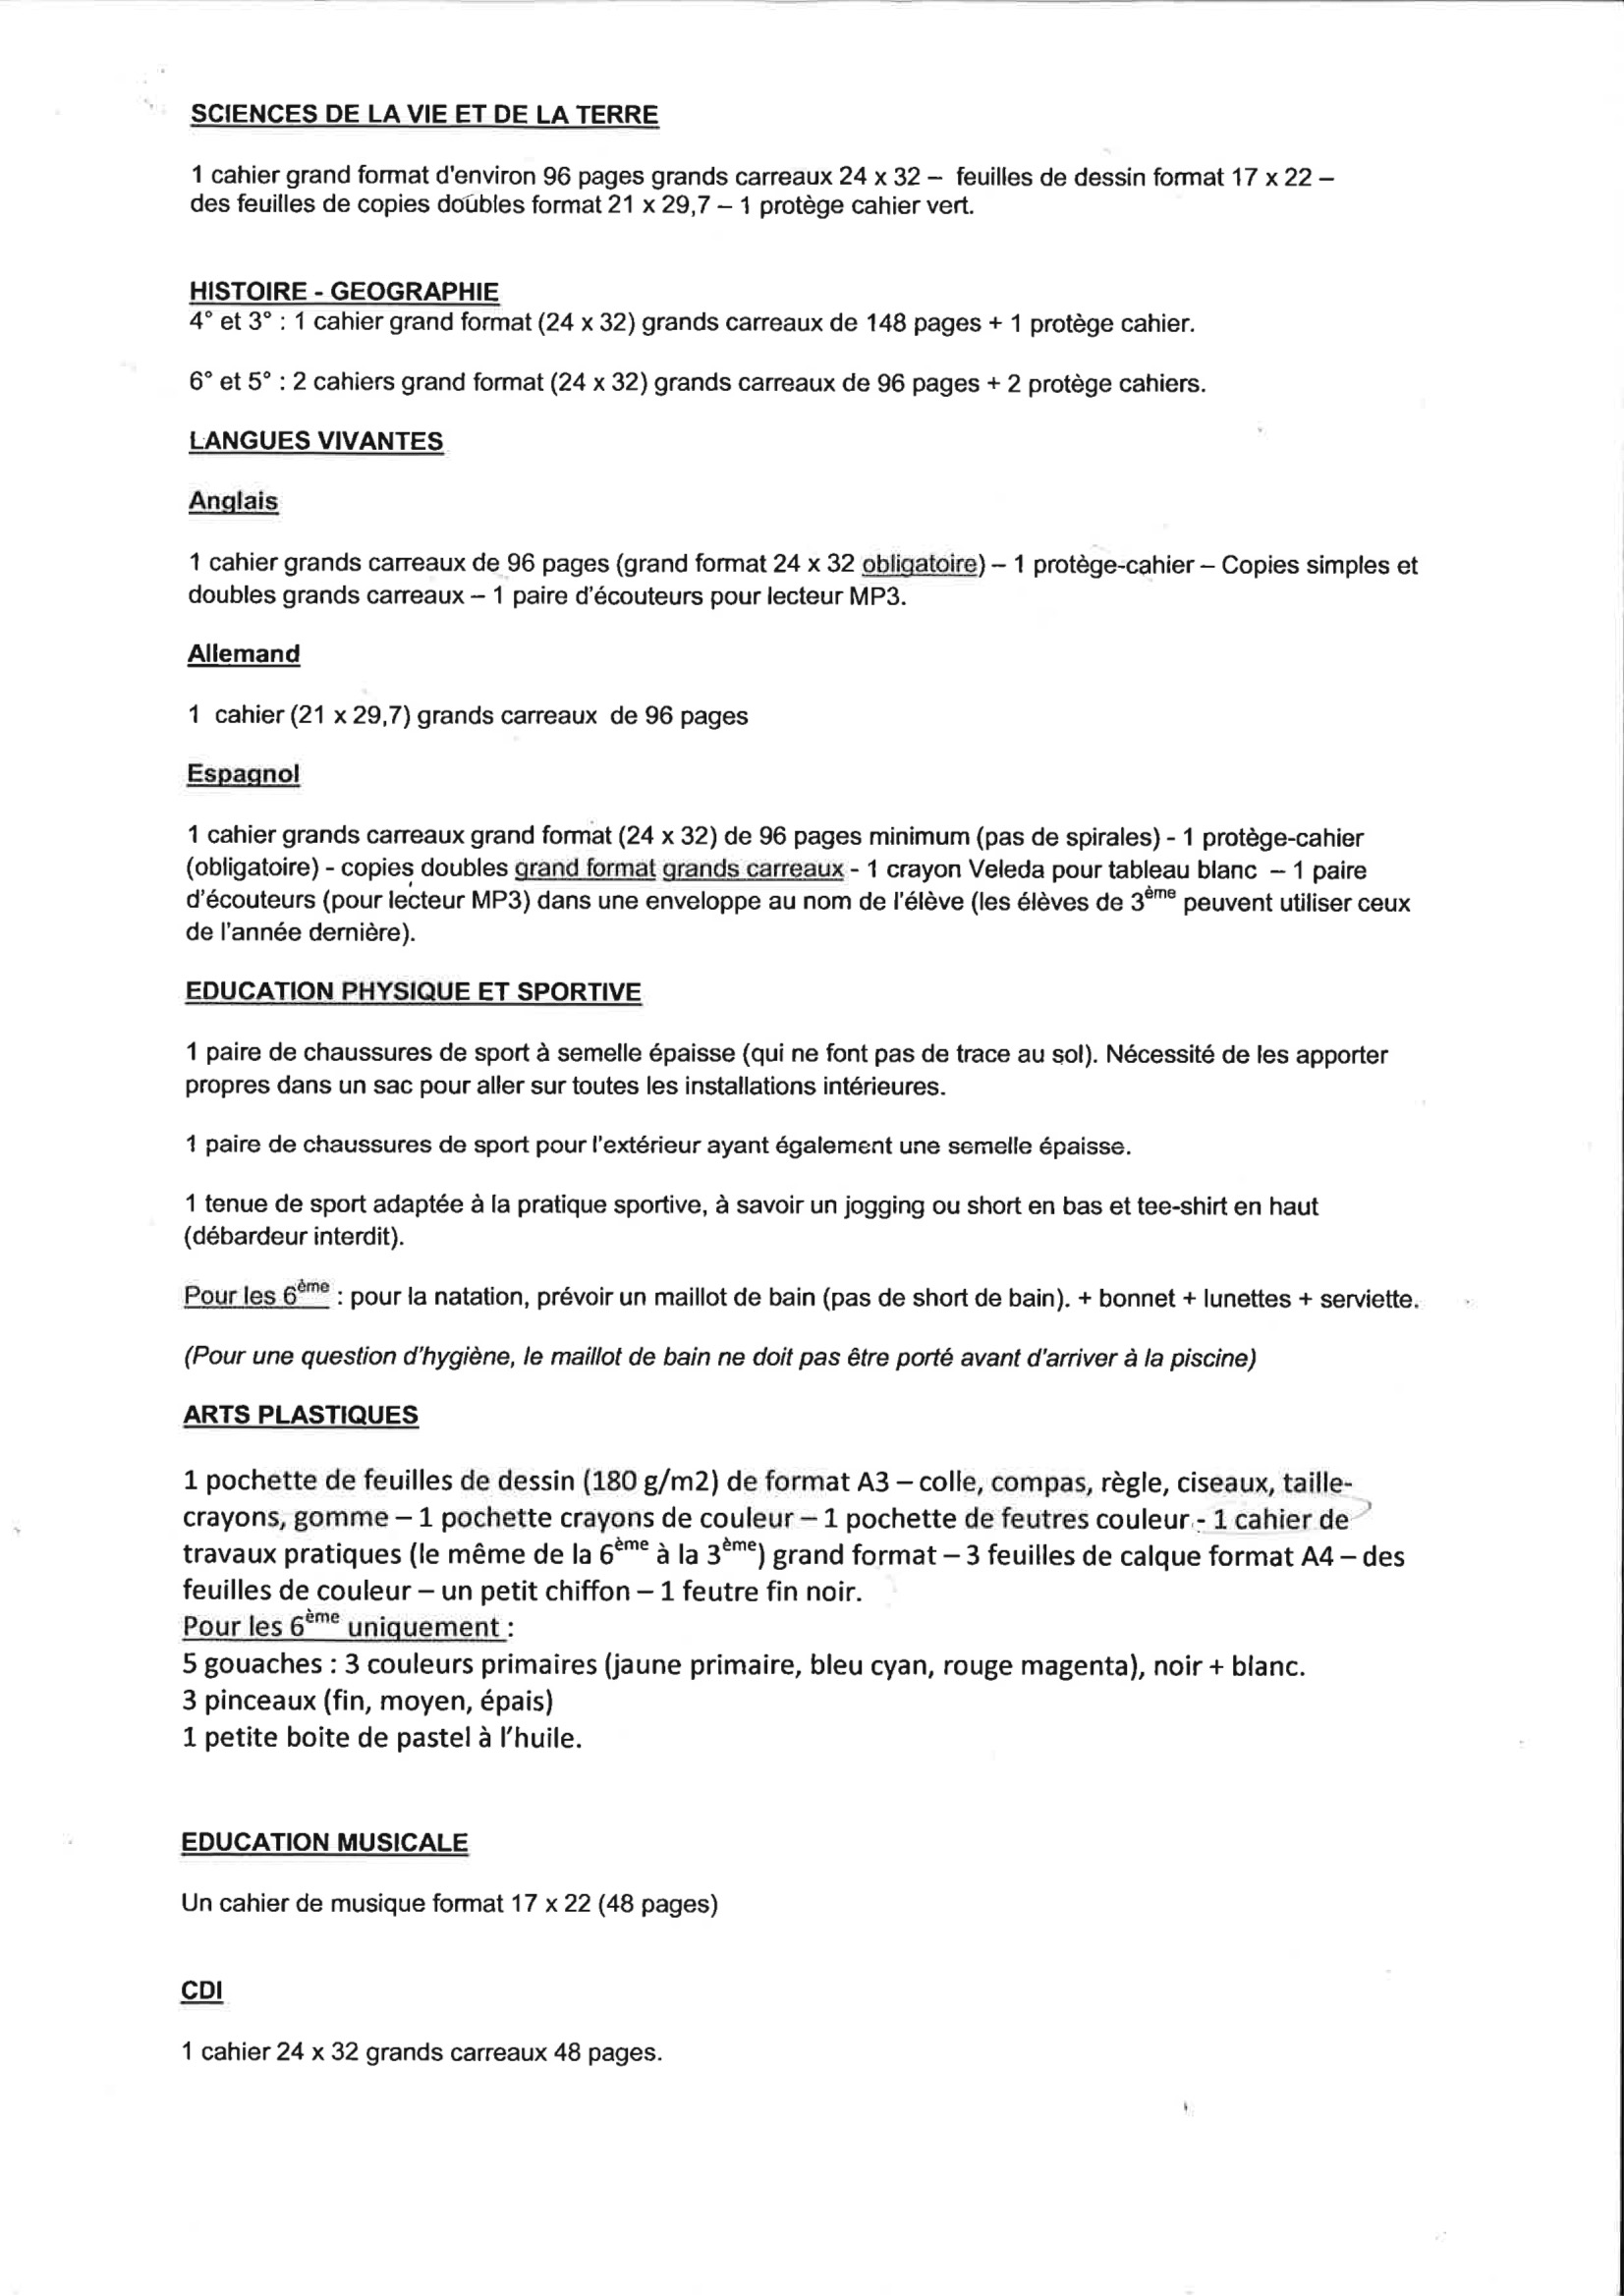 SCIENCES DE LA VIE ET DE LA TERRE
1 cahier grand format d'environ 96 pages grands carreaux 24 x 32 – feuilles de dessin format 17 x 22 –
des feuilles de copies doubles format 21 x 29,7 – 1 protège cahier vert.
HISTOIRE - GEOGRAPHIE
4° et 3° : 1 cahier grand format (24 x 32) grands carreaux de 148 pages + 1 protège cahier.
6° et 5° : 2 cahiers grand format (24 x 32) grands carreaux de 96 pages + 2 protège cahiers.
LANGUES VIVANTES
Anglais
1 cahier grands carreaux de 96 pages (grand format 24 x 32 obligatoire) – 1 protège-cahier – Copies simples et
doubles grands carreaux – 1 paire d'écouteurs pour lecteur MP3.
Allemand
1 cahier (21 x 29,7) grands carreaux de 96 pages
Espagnol
1 cahier grands carreaux grand format (24 x 32) de 96 pages minimum (pas de spirales) - 1 protège-cahier
(obligatoire) - copies doubles grand format grands carreaux - 1 crayon Veleda pour tableau blanc – 1 paire
d'écouteurs (pour lecteur MP3) dans une enveloppe au nom de l'élève (les élèves de 3ème peuvent utiliser ceux
de l'année dernière).
EDUCATION PHYSIQUE ET SPORTIVE
1 paire de chaussures de sport à semelle épaisse (qui ne font pas de trace au sol). Nécessité de les apporter
propres dans un sac pour aller sur toutes les installations intérieures.
1 paire de chaussures de sport pour l'extérieur ayant également une semelle épaisse.
1 tenue de sport adaptée à la pratique sportive, à savoir un jogging ou short en bas et tee-shirt en haut
(débardeur interdit).
Pour les 6ème : pour la natation, prévoir un maillot de bain (pas de short de bain). + bonnet + lunettes + serviette.
(Pour une question d'hygiène, le maillot de bain ne doit pas être porté avant d'arriver à la piscine)
ARTS PLASTIQUES
1 pochette de feuilles de dessin (180 g/m2) de format A3 – colle, compas, règle, ciseaux, taille-
crayons, gomme – 1 pochette crayons de couleur – 1 pochette de feutres couleur - 1 cahier de
travaux pratiques (le même de la 6ème à la 3ème) grand format – 3 feuilles de calque format A4 – des
feuilles de couleur – un petit chiffon – 1 feutre fin noir.
Pour les 6ème uniquement :
5 gouaches : 3 couleurs primaires (jaune primaire, bleu cyan, rouge magenta), noir + blanc.
3 pinceaux (fin, moyen, épais)
1 petite boite de pastel à l'huile.
EDUCATION MUSICALE
Un cahier de musique format 17 x 22 (48 pages)
CDI
1 cahier 24 x 32 grands carreaux 48 pages.